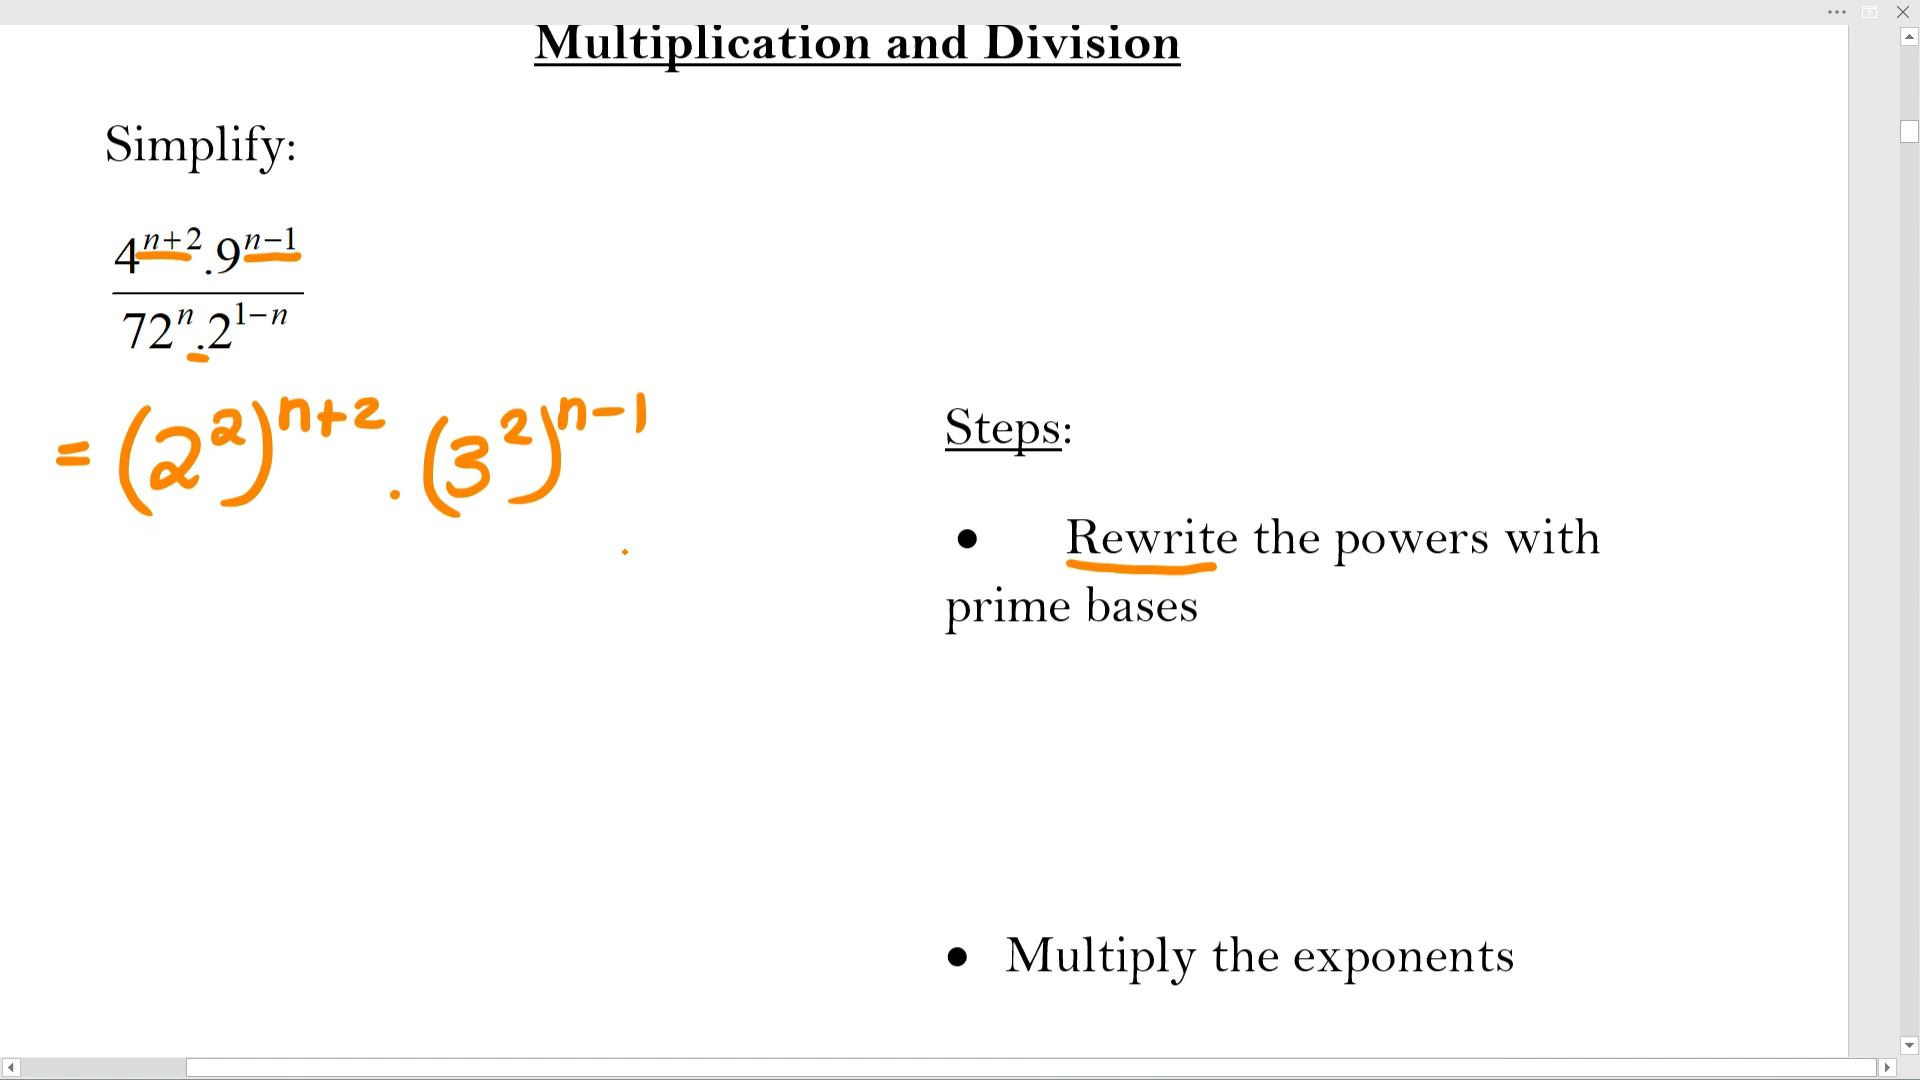 Multiplication and Division
Simplify:
4^{n+2} . 9^{n-1}
72^{n} . 2^{1-n}
= (2^2)^{n+2} . (3^2)^{n-1}
Steps:
● Rewrite the powers with
prime bases
● Multiply the exponents